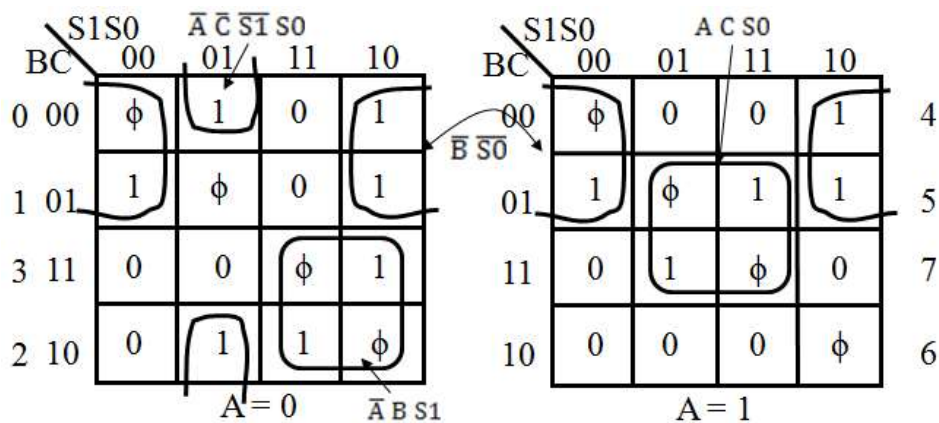 A̅ C̅ S̅1̅ S0 A C S0
S1S0 S1S0
BC 00 01 11 10 BC 00 01 11 10
0 00 ϕ 1 0 1 00 ϕ 0 0 1 4
B̅ S̅0̅
1 01 1 ϕ 0 1 01 1 ϕ 1 1 5
3 11 0 0 ϕ 1 11 0 1 ϕ 0 7
2 10 0 1 1 ϕ 10 0 0 0 ϕ 6
A = 0 A̅ B S1 A = 1